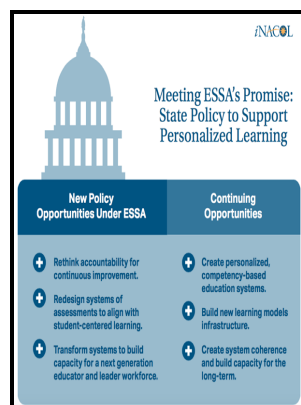 iNACOL
Meeting ESSA's Promise:
State Policy to Support
Personalized Learning
New Policy
Opportunities Under ESSA
Rethink accountability for
continuous improvement.
Redesign systems of
assessments to align with
student-centered learning.
Transform systems to build
capacity for a next generation
educator and leader workforce.
Continuing
Opportunities
Create personalized,
competency-based
education systems.
Build new learning models
infrastructure.
Create system coherence
and build capacity for the
long-term.